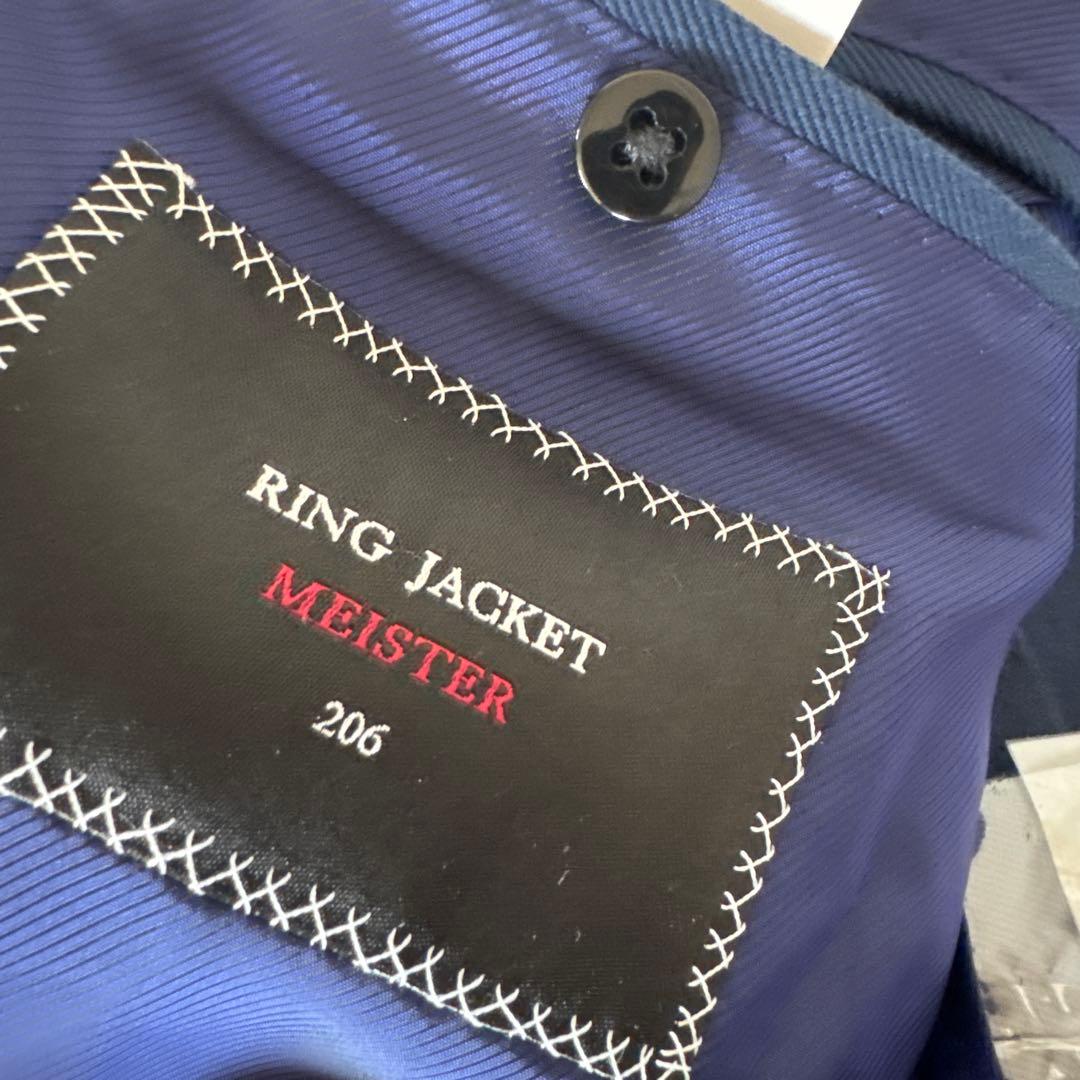 RING JACKET
MEISTER
206